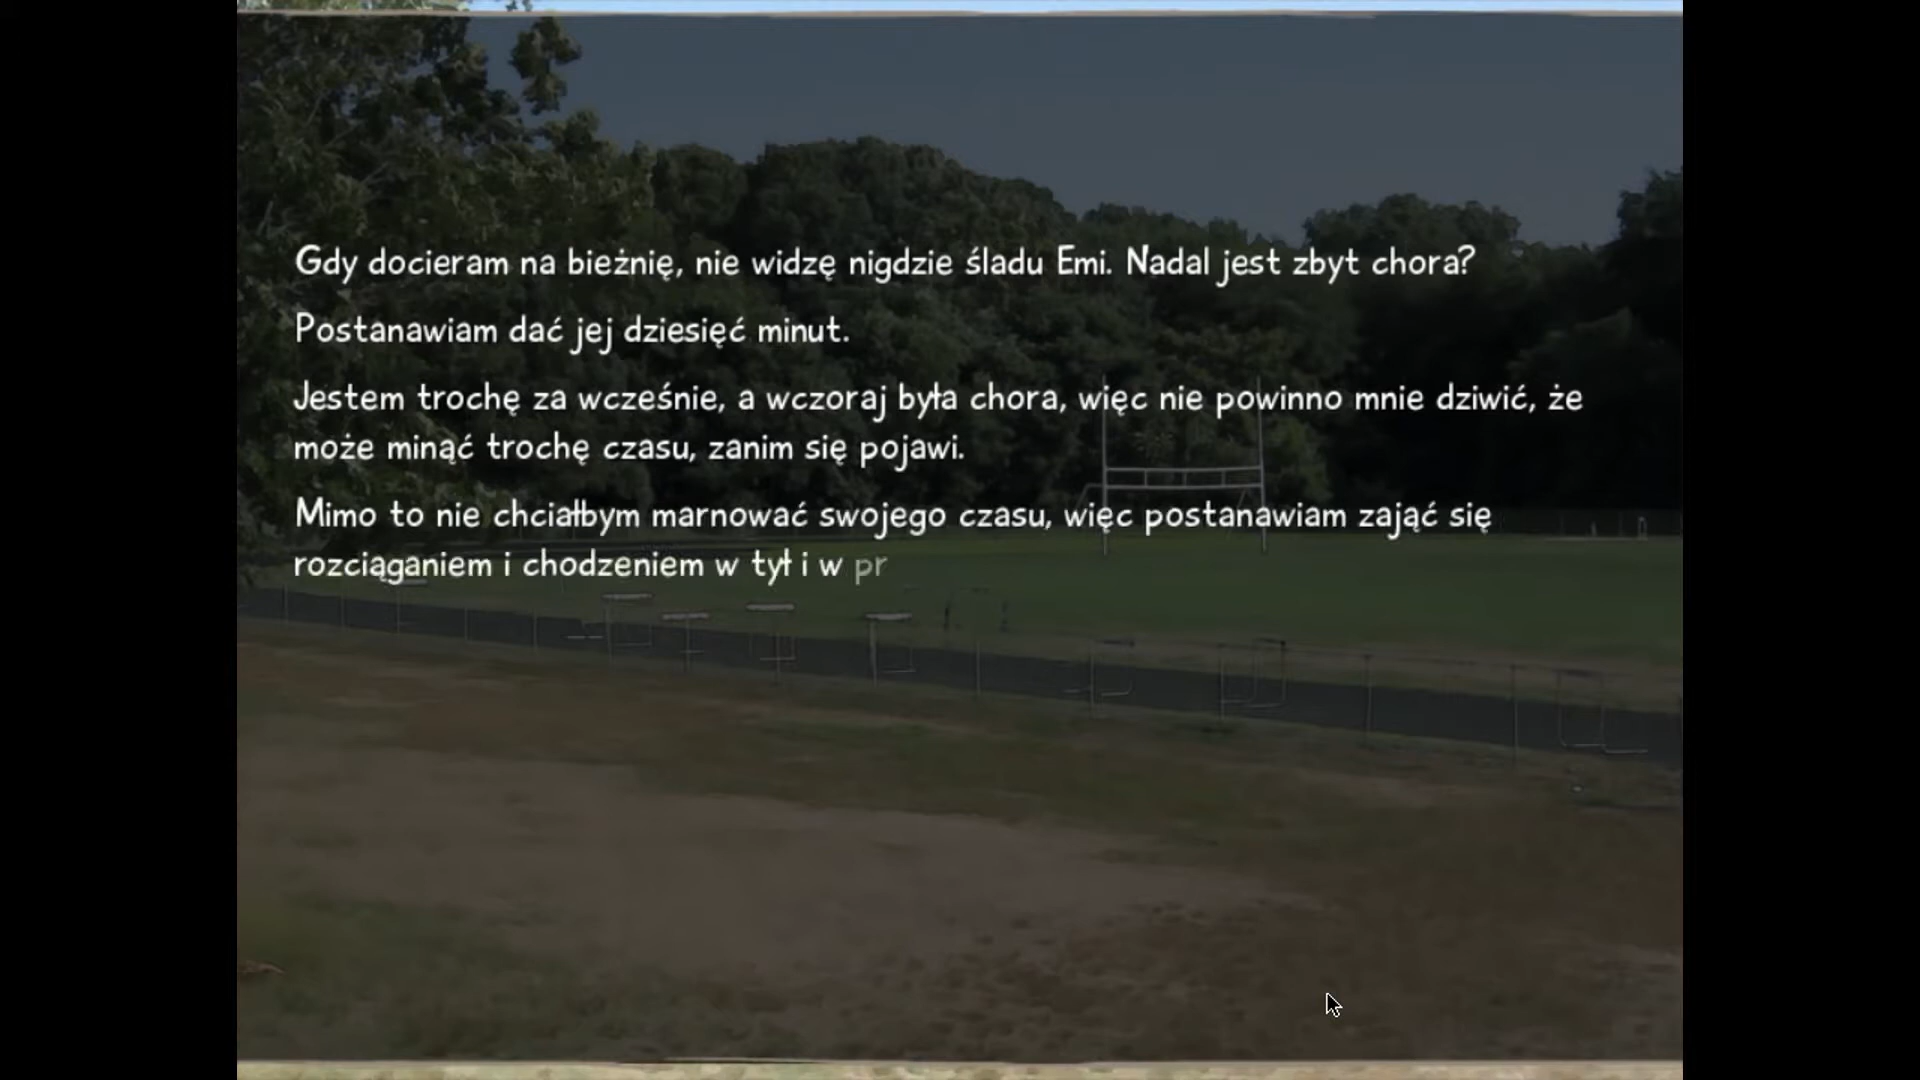 Gdy docieram na bieżnię, nie widzę nigdzie śladu Emi. Nadal jest zbyt chora?
Postanawiam dać jej dziesięć minut.
Jestem trochę za wcześnie, a wczoraj była chora, więc nie powinno mnie dziwić, że
może minąć trochę czasu, zanim się pojawi.
Mimo to nie chciałbym marnować swojego czasu, więc postanawiam zająć się
rozciąganiem i chodzeniem w tył i w pr